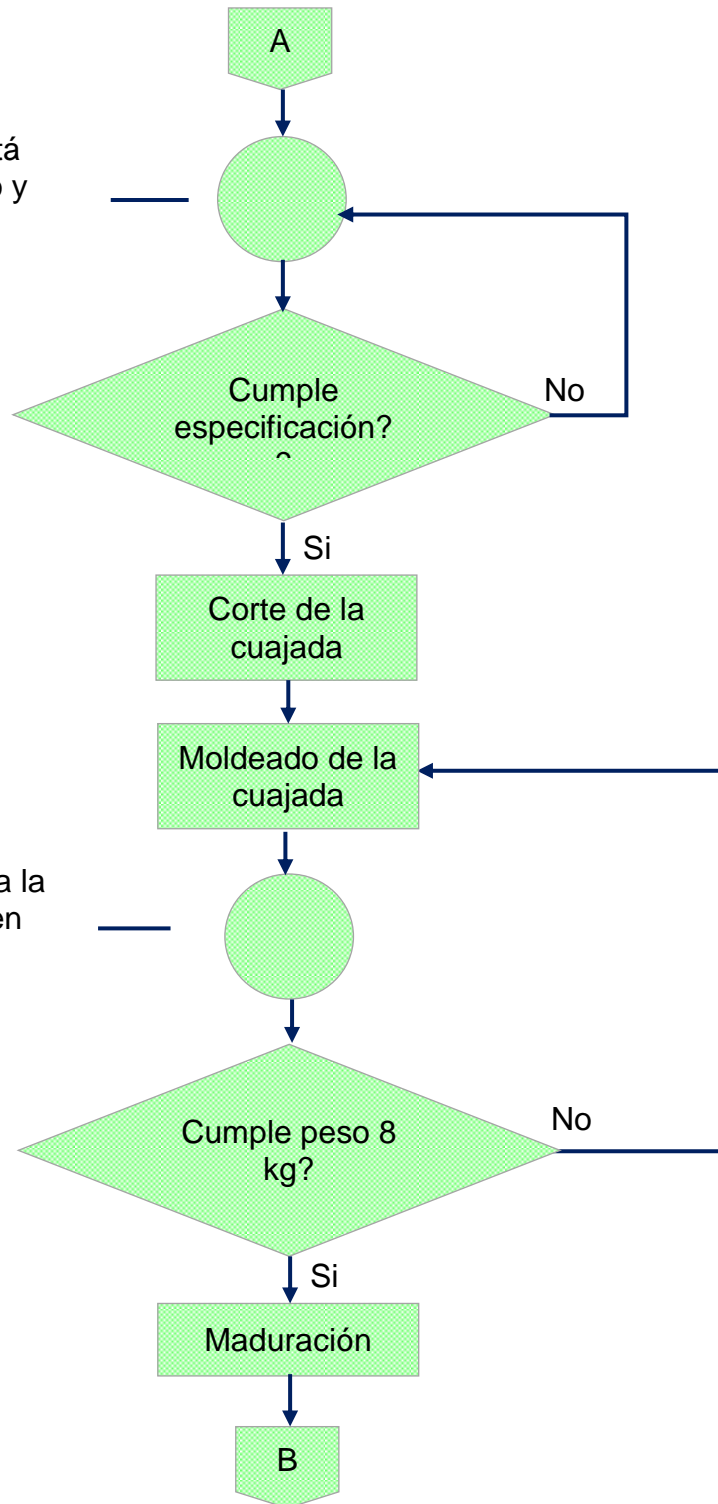 A
tá
o y
Cumple
especificación?
No
Si
Corte de la
cuajada
Moldeado de la
cuajada
a la
en
Cumple peso 8
kg?
No
Si
Maduración
B